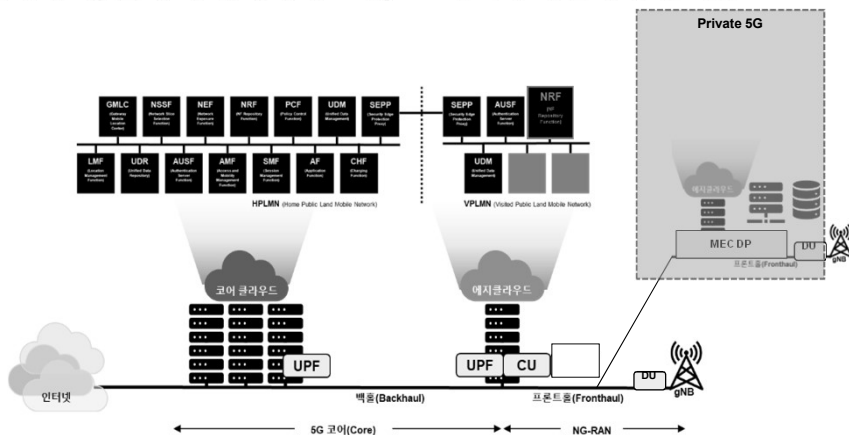 Private 5G
GMLC
(Gateway
Mobile
Location
Center)
NSSF
(Network Slice
Selection
Function)
NEF
(Network
Exposure
Function)
NRF
(NF Repository
Function)
PCF
(Policy Control
Function)
UDM
(Unified Data
Management)
SEPP
(Security Edge
Protection
Proxy)
SEPP
(Security Edge
Protection
Proxy)
AUSF
(Authentication
Server
Function)
NRF
(NF
Repository
Function)
LMF
(Location
Management
Function)
UDR
(Unified Data
Repository)
AUSF
(Authentication
Server
Function)
AMF
(Access and
Mobility
Management
Function)
SMF
(Session
Management
Function)
AF
(Application
Function)
CHF
(Charging
Function)
UDM
(Unified Data
Management)
HPLMN (Home Public Land Mobile Network)
VPLMN (Visited Public Land Mobile Network)
에지클라우드
MEC DP
DU
gNB
프론트홀(Fronthaul)
코어 클라우드
에지클라우드
인터넷
UPF
UPF
CU
DU
gNB
백홀(Backhaul)
프론트홀(Fronthaul)
5G 코어(Core)
NG-RAN